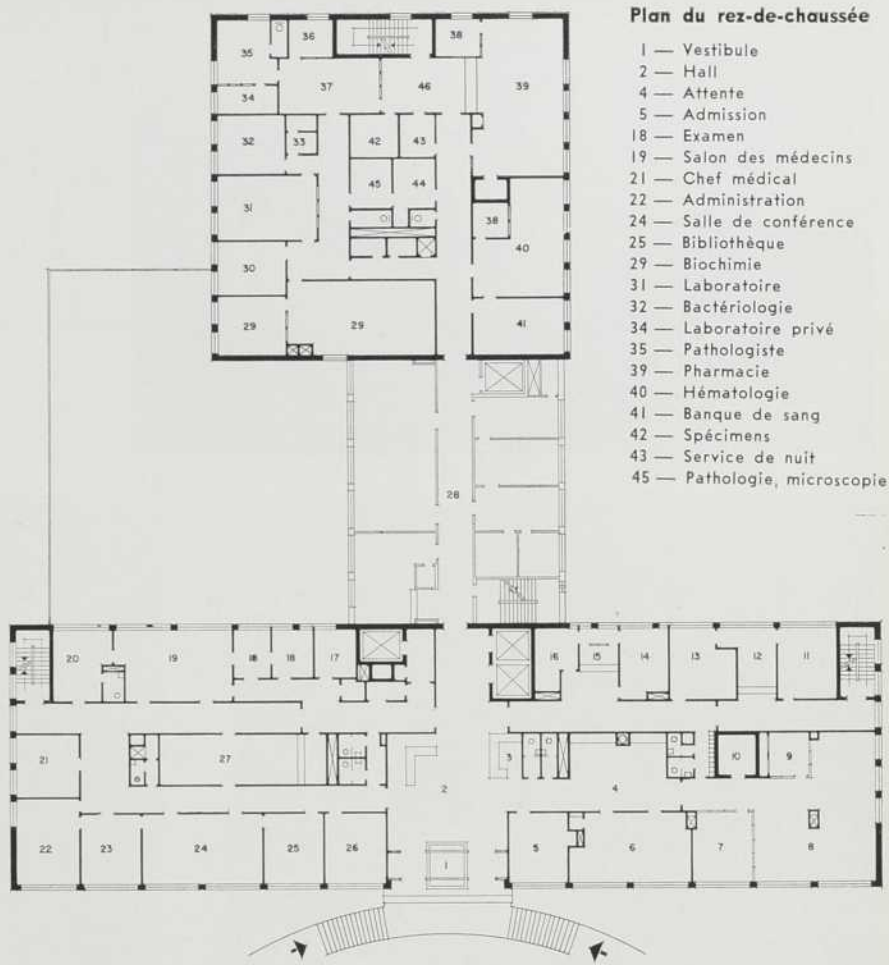 Plan du rez-de-chaussée
1 — Vestibule
2 — Hall
4 — Attente
5 — Admission
18 — Examen
19 — Salon des médecins
21 — Chef médical
22 — Administration
24 — Salle de conférence
25 — Bibliothèque
29 — Biochimie
31 — Laboratoire
32 — Bactériologie
34 — Laboratoire privé
35 — Pathologiste
39 — Pharmacie
40 — Hématologie
41 — Banque de sang
42 — Spécimens
43 — Service de nuit
45 — Pathologie, microscopie
35 36 38
34 37 46 39
32 33 42 43
45 44
31 38
30 40
29 29 41
28
20 19 18 18 17 16 15 14 13 12 11
21 27 3 10 9
2 4
22 23 24 25 26 1 5 6 7 8